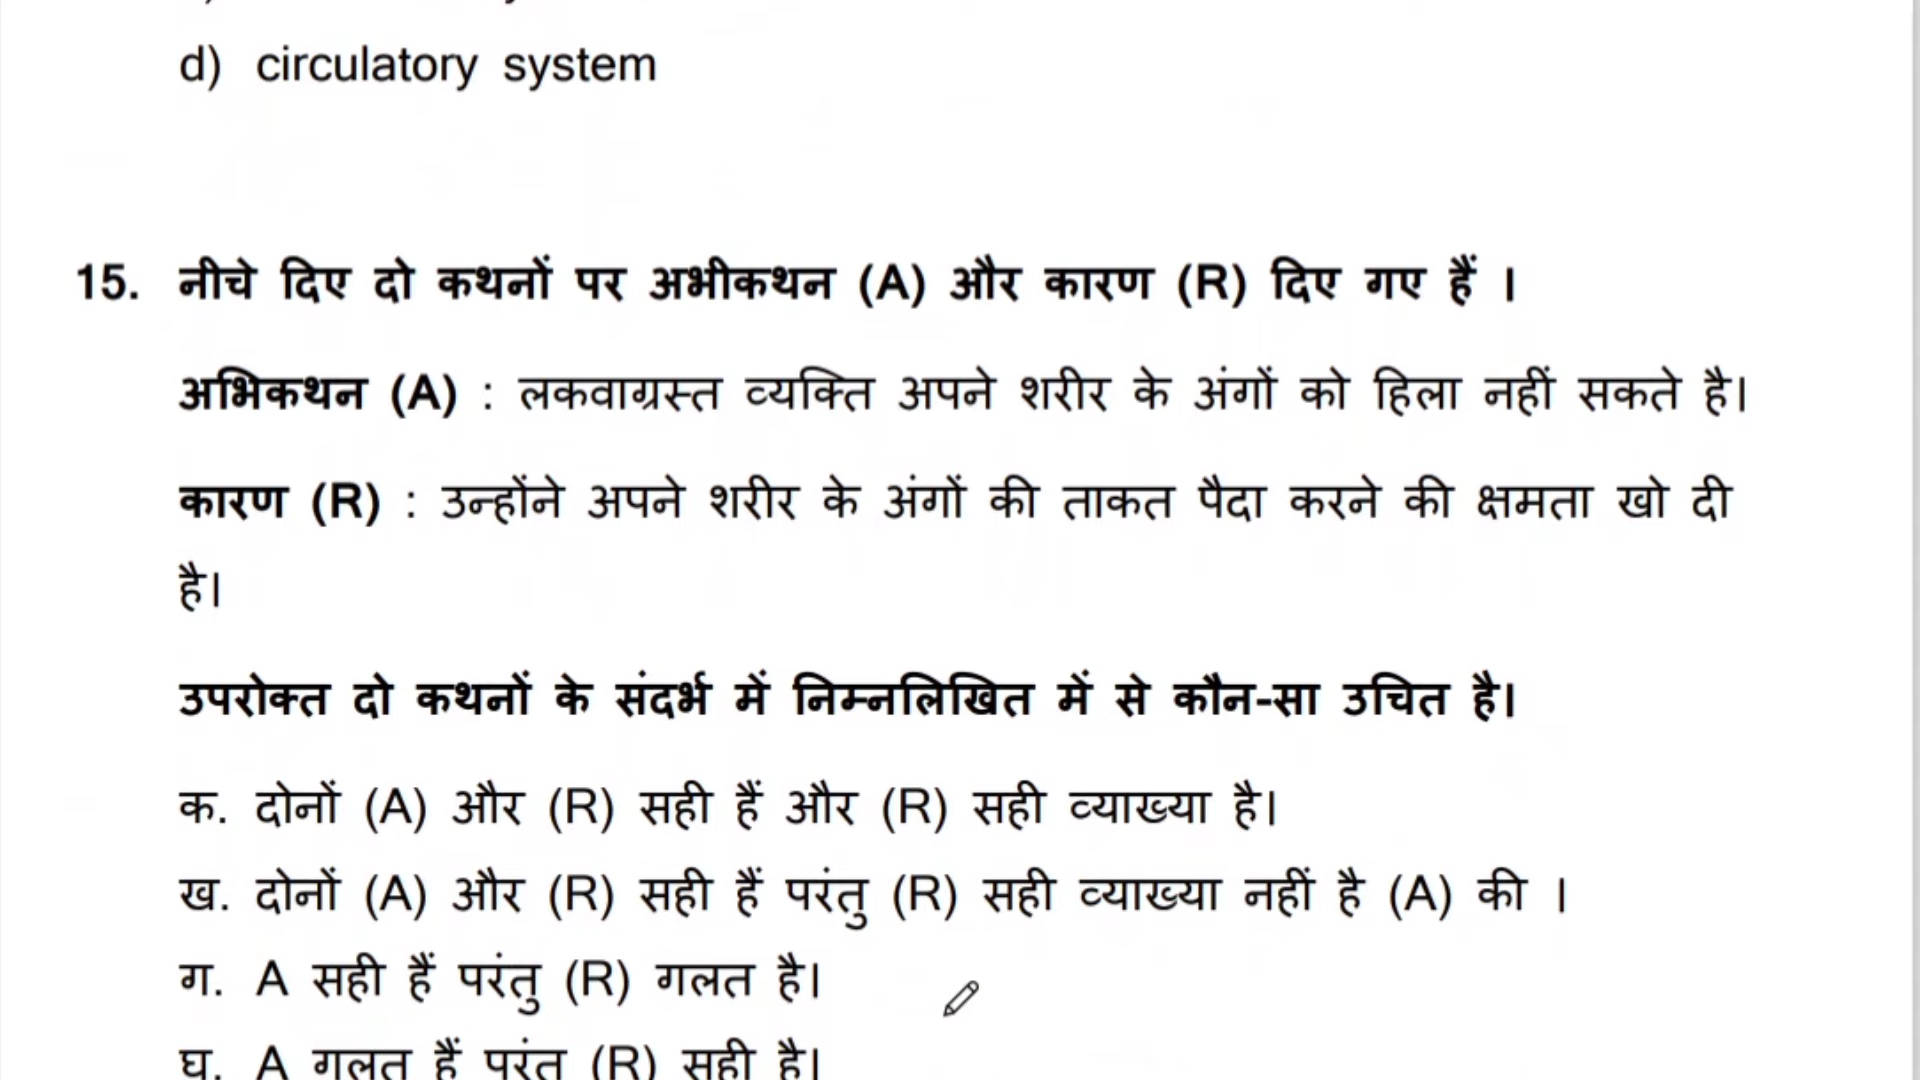 d) circulatory system
15. नीचे दिए दो कथनों पर अभीकथन (A) और कारण (R) दिए गए हैं ।
अभिकथन (A) : लकवाग्रस्त व्यक्ति अपने शरीर के अंगों को हिला नहीं सकते है।
कारण (R) : उन्होंने अपने शरीर के अंगों की ताकत पैदा करने की क्षमता खो दी
है।
उपरोक्त दो कथनों के संदर्भ में निम्नलिखित में से कौन-सा उचित है।
क. दोनों (A) और (R) सही हैं और (R) सही व्याख्या है।
ख. दोनों (A) और (R) सही हैं परंतु (R) सही व्याख्या नहीं है (A) की ।
ग. A सही हैं परंतु (R) गलत है।
घ. A गलत हैं परंतु (R) सही है।